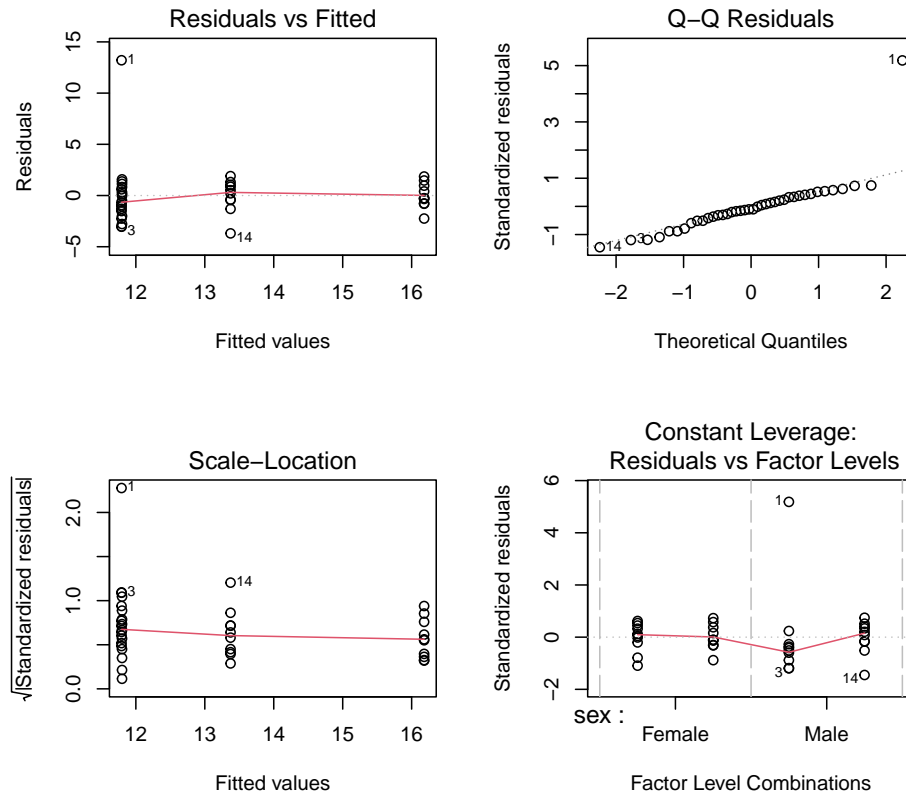 Residuals vs Fitted
Residuals
15
10
5
0
−5
1
3
14
12 13 14 15 16
Fitted values
Q−Q Residuals
Standardized residuals
5
3
1
−1
1
14
3
−2 −1 0 1 2
Theoretical Quantiles
Scale−Location
√|Standardized residuals|
2.0
1.0
0.0
1
3
14
12 13 14 15 16
Fitted values
Constant Leverage:
Residuals vs Factor Levels
Standardized residuals
6
4
2
0
−2
1
3
14
sex :
Female Male
Factor Level Combinations